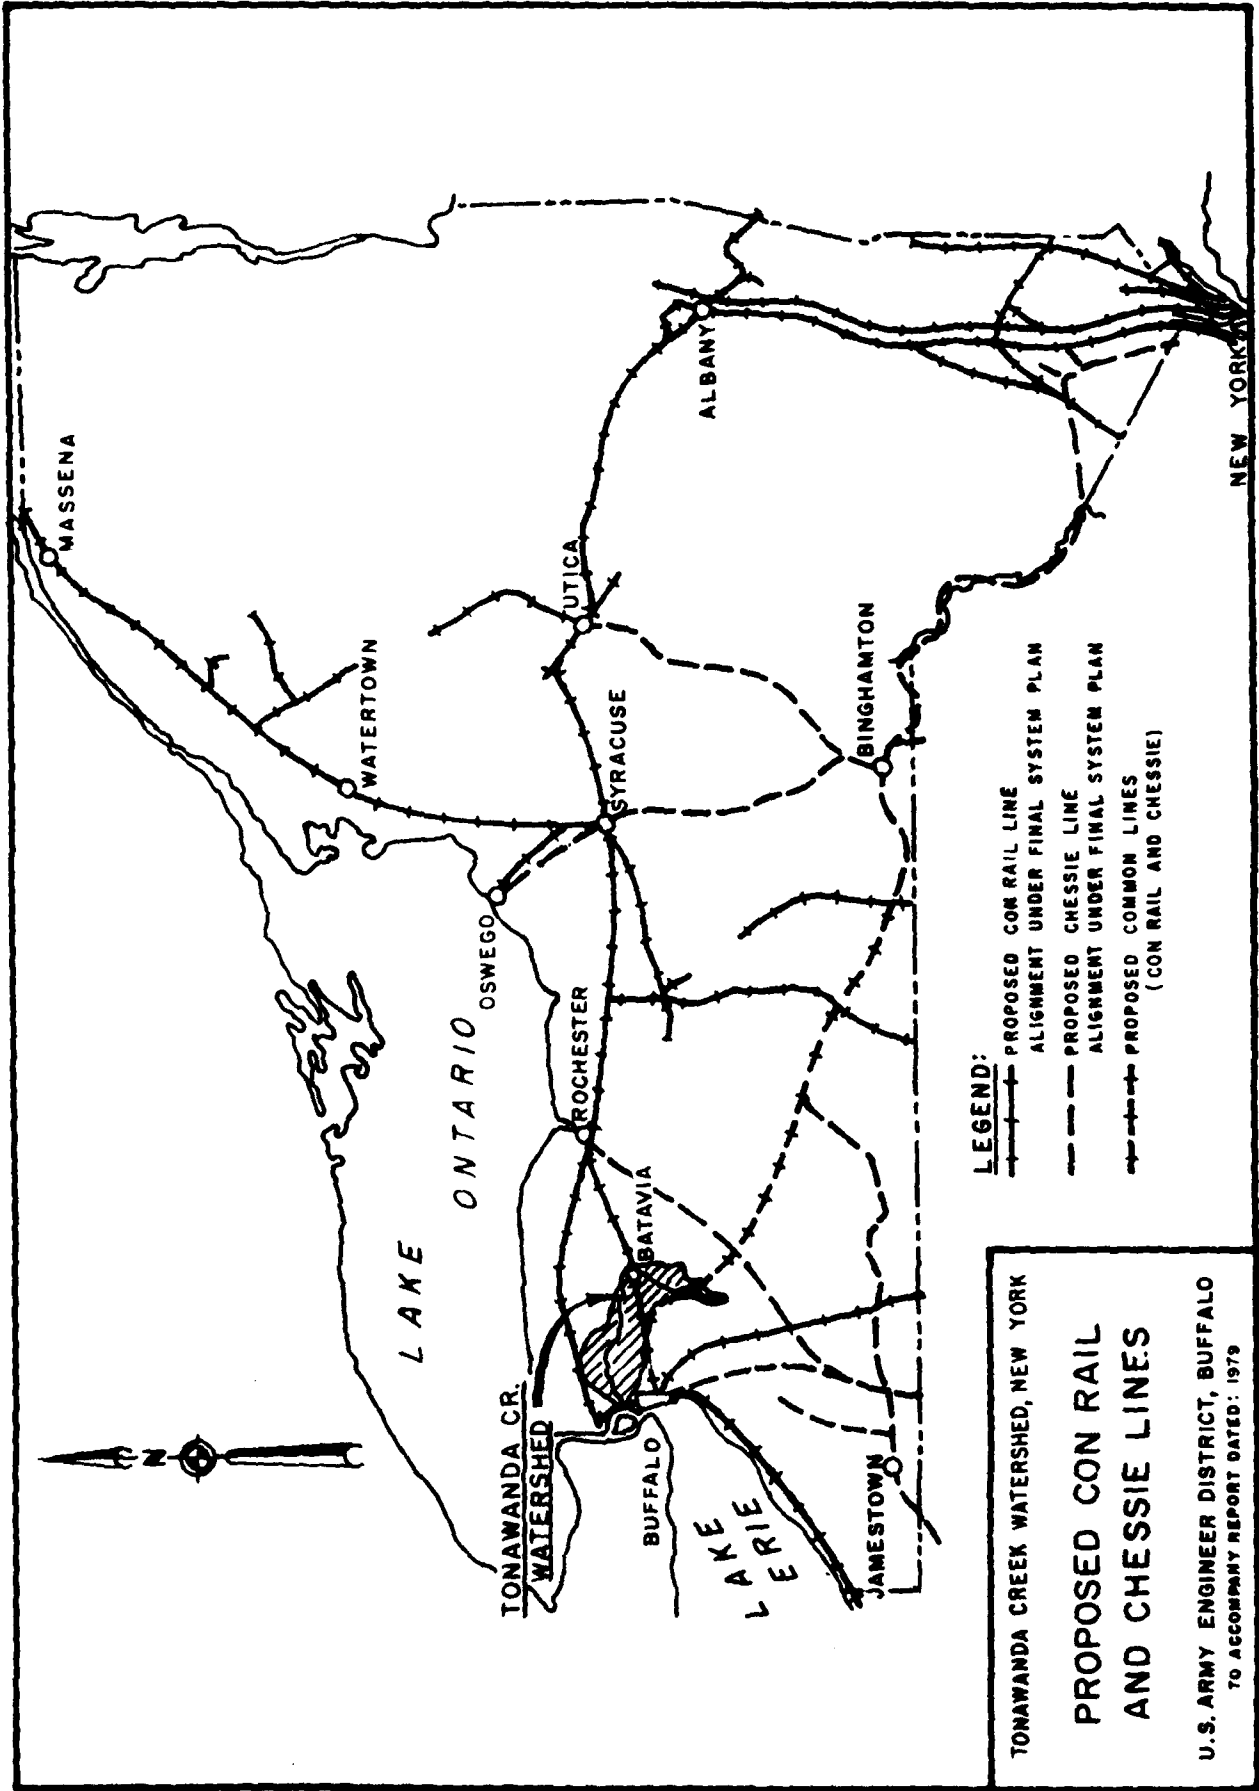 MASSENA
WATERTOWN
UTICA
ALBANY
OSWEGO
SYRACUSE
LAKE ONTARIO
ROCHESTER
BATAVIA
TONAWANDA CR.
WATERSHED
N
BUFFALO
LAKE
ERIE
JAMESTOWN
BINGHAMTON
NEW YORK
LEGEND:
PROPOSED CON RAIL LINE
ALIGNMENT UNDER FINAL SYSTEM PLAN
PROPOSED CHESSIE LINE
ALIGNMENT UNDER FINAL SYSTEM PLAN
PROPOSED COMMON LINES
(CON RAIL AND CHESSIE)
TONAWANDA CREEK WATERSHED, NEW YORK
PROPOSED CON RAIL
AND CHESSIE LINES
U.S. ARMY ENGINEER DISTRICT, BUFFALO
TO ACCOMPANY REPORT DATED: 1979